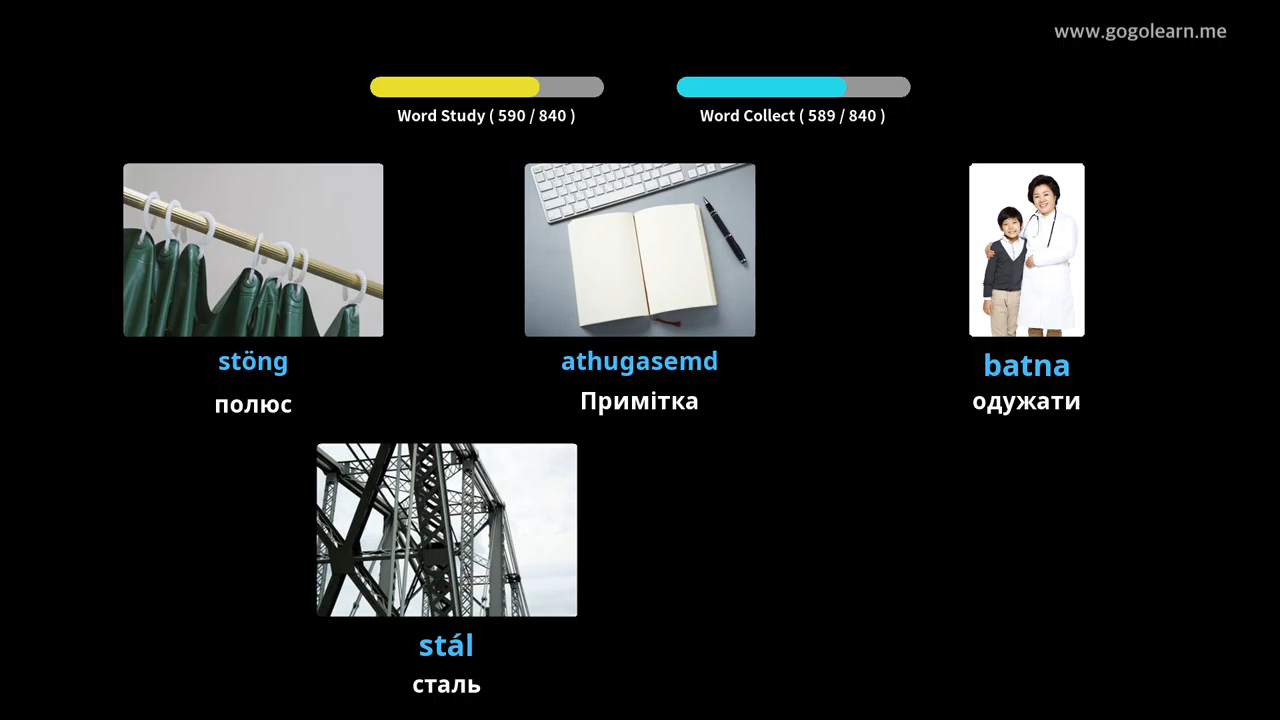 www.gogolearn.me
Word Study ( 590 / 840 )
Word Collect ( 589 / 840 )
stöng
athugasemd
batna
полюс
Примітка
одужати
stál
сталь